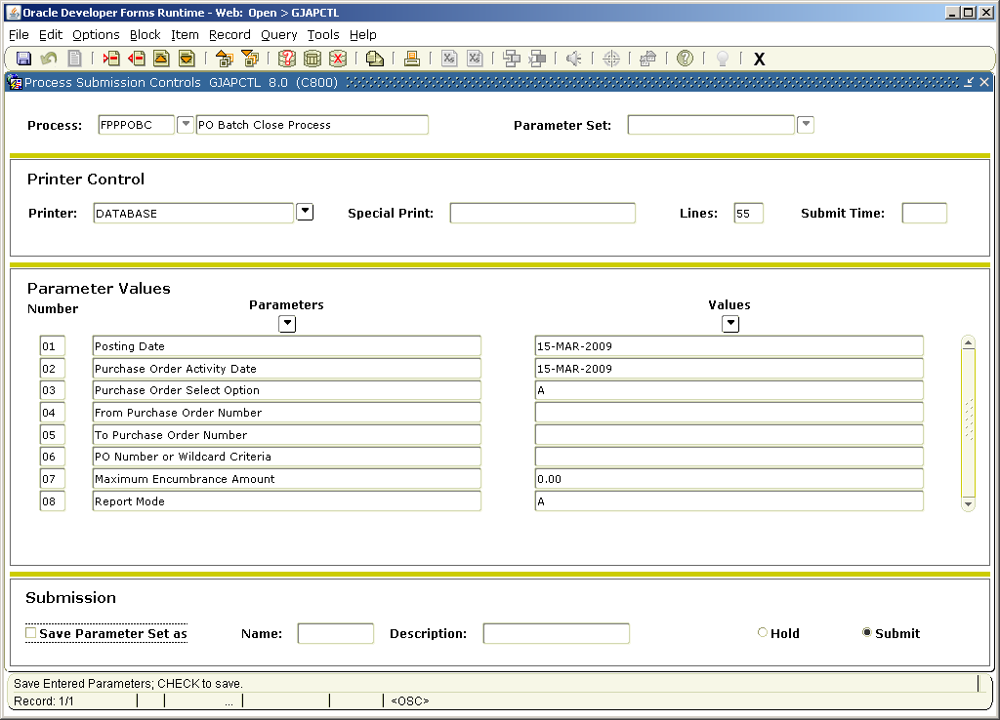 Oracle Developer Forms Runtime - Web: Open > GJAPCTL
File Edit Options Block Item Record Query Tools Help
Process Submission Controls GJAPCTL 8.0 (C800)
Process: FPPPOBC PO Batch Close Process Parameter Set:
Printer Control
Printer: DATABASE Special Print: Lines: 55 Submit Time:
Parameter Values
Number Parameters Values
01 Posting Date 15-MAR-2009
02 Purchase Order Activity Date 15-MAR-2009
03 Purchase Order Select Option A
04 From Purchase Order Number
05 To Purchase Order Number
06 PO Number or Wildcard Criteria
07 Maximum Encumbrance Amount 0.00
08 Report Mode A
Submission
Save Parameter Set as Name: Description: Hold Submit
Save Entered Parameters; CHECK to save.
Record: 1/1 ... <OSC>